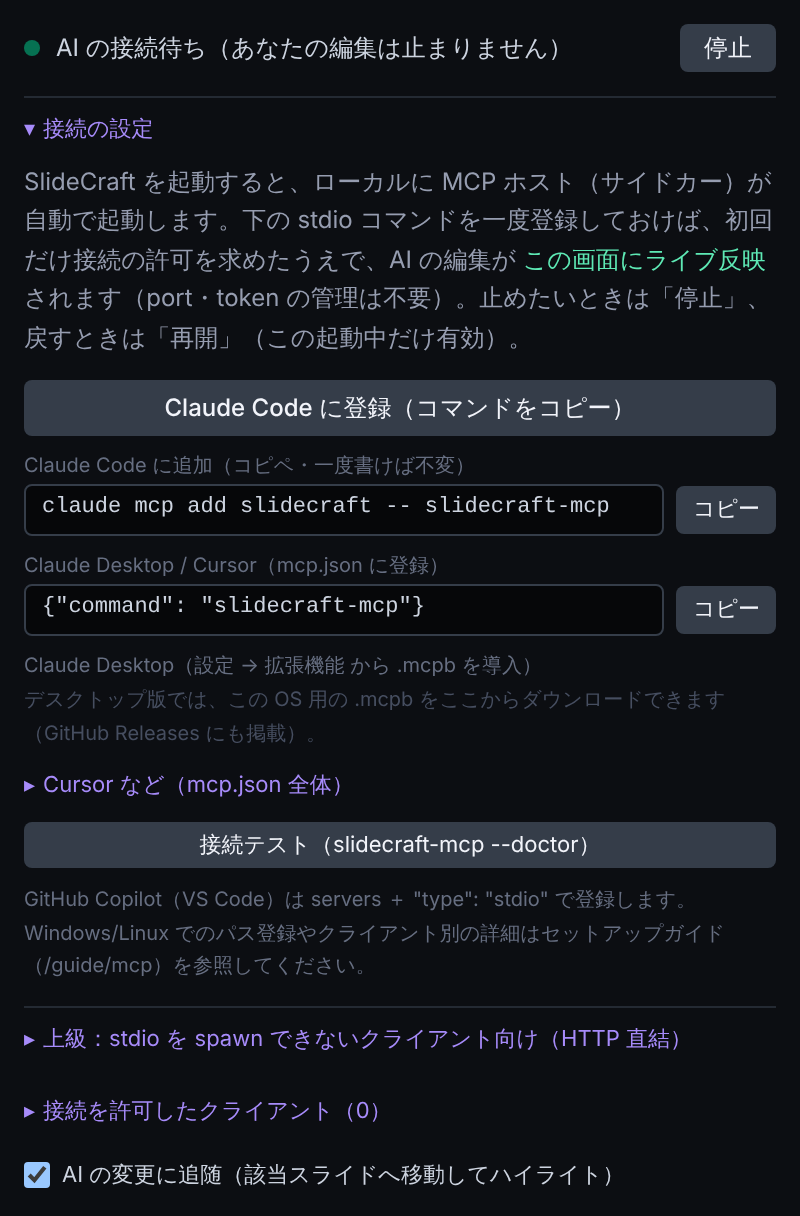 AI の接続待ち（あなたの編集は止まりません）
停止
▾ 接続の設定
SlideCraft を起動すると、ローカルに MCP ホスト（サイドカー）が
自動で起動します。下の stdio コマンドを一度登録しておけば、初回
だけ接続の許可を求めたうえで、AI の編集が この画面にライブ反映
されます（port・token の管理は不要）。止めたいときは「停止」、
戻すときは「再開」（この起動中だけ有効）。
Claude Code に登録（コマンドをコピー）
Claude Code に追加（コピペ・一度書けば不変）
claude mcp add slidecraft -- slidecraft-mcp
コピー
Claude Desktop / Cursor（mcp.json に登録）
{"command": "slidecraft-mcp"}
コピー
Claude Desktop（設定 → 拡張機能 から .mcpb を導入）
デスクトップ版では、この OS 用の .mcpb をここからダウンロードできます
（GitHub Releases にも掲載）。
▸ Cursor など（mcp.json 全体）
接続テスト（slidecraft-mcp --doctor）
GitHub Copilot（VS Code）は servers ＋ "type": "stdio" で登録します。
Windows/Linux でのパス登録やクライアント別の詳細はセットアップガイド
（/guide/mcp）を参照してください。
▸ 上級：stdio を spawn できないクライアント向け（HTTP 直結）
▸ 接続を許可したクライアント（0）
AI の変更に追随（該当スライドへ移動してハイライト）